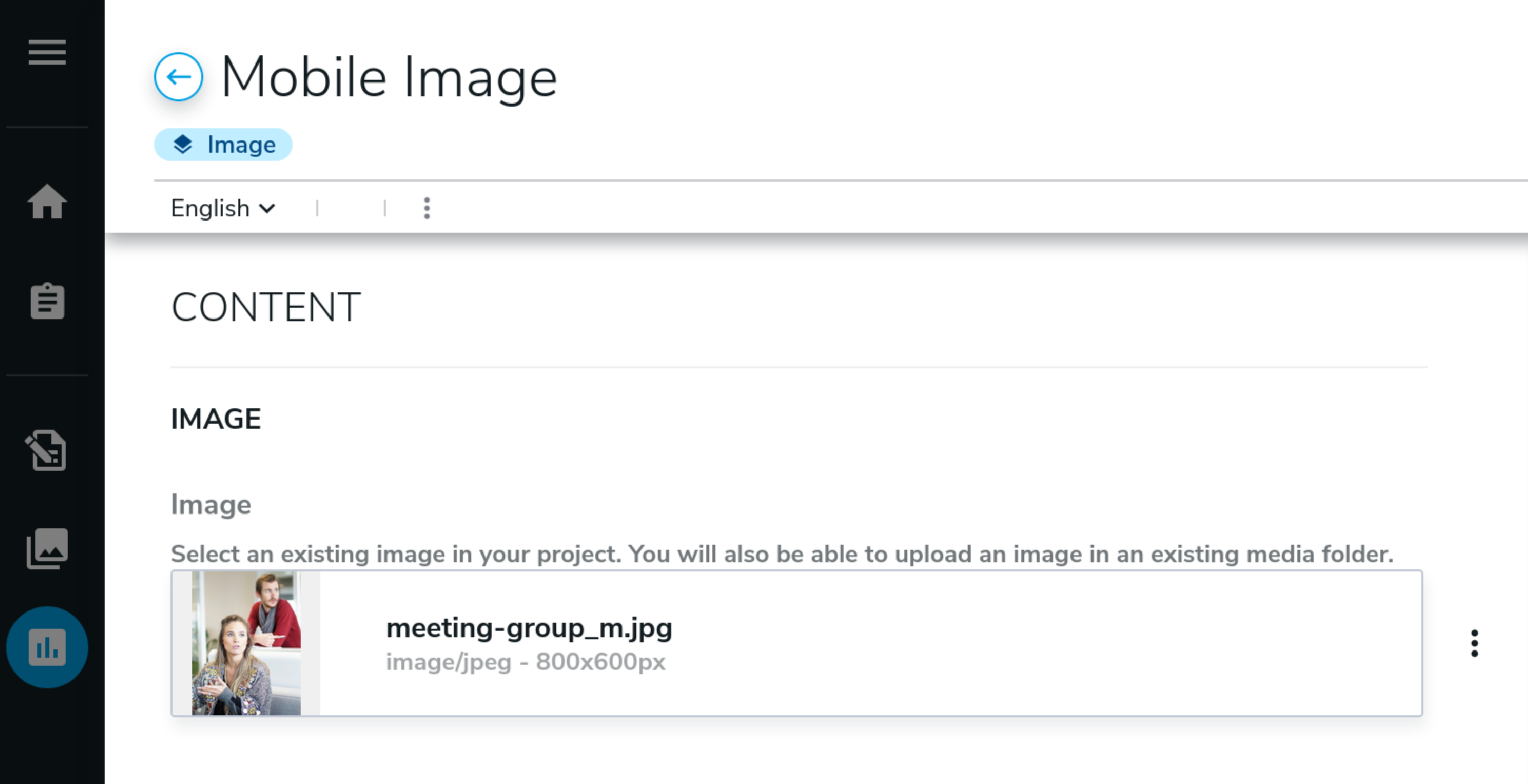 Mobile Image
Image
English
CONTENT
IMAGE
Image
Select an existing image in your project. You will also be able to upload an image in an existing media folder.
meeting-group_m.jpg
image/jpeg - 800x600px